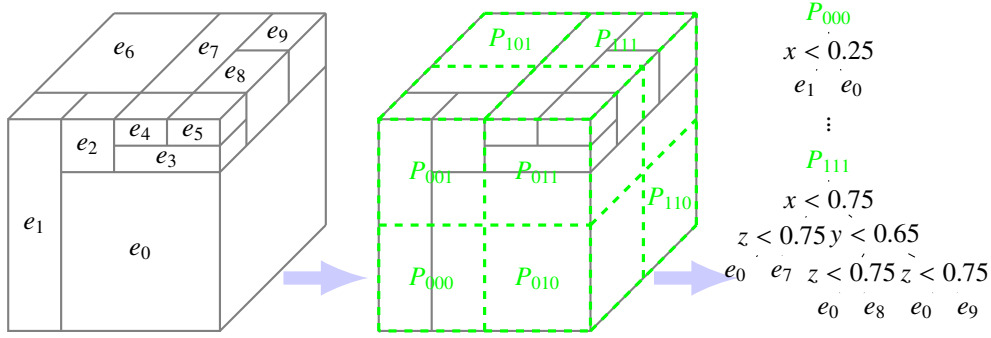 e₆ e₇ e₉
e₈
e₄ e₅
e₂
e₃
e₁
e₀
P₁₀₁ P₁₁₁
P₀₀₁ P₀₁₁
P₁₁₀
P₀₀₀ P₀₁₀
P₀₀₀
x < 0.25
e₁ e₀
⋮
P₁₁₁
x < 0.75
z < 0.75 y < 0.65
e₀ e₇ z < 0.75 z < 0.75
e₀ e₈ e₀ e₉